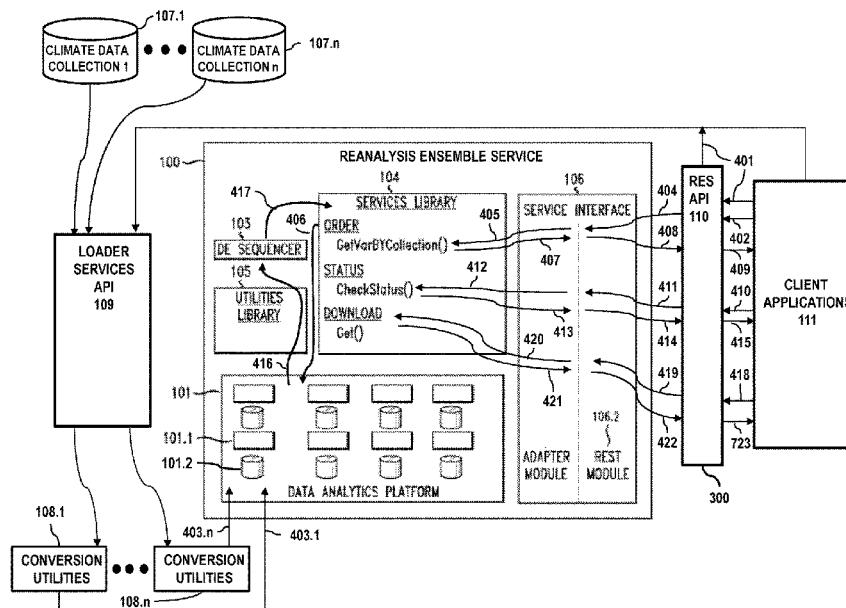 107.1
CLIMATE DATA
COLLECTION 1
CLIMATE DATA
COLLECTION n
107.n
100
REANALYSIS ENSEMBLE SERVICE
401
417
104
SERVICES LIBRARY
106
SERVICE INTERFACE
404
RES
API
110
406
ORDER
405
GetVarBYCollection()
407
408
402
409
103
DE SEQUENCER
105
UTILITIES
LIBRARY
STATUS
412
CheckStatus()
413
411
410
414
415
DOWNLOAD
Get()
420
421
416
419
418
422
723
LOADER
SERVICES
API
109
CLIENT
APPLICATIONS
111
101
101.1
101.2
DATA ANALYTICS PLATFORM
106.2
ADAPTER
MODULE
REST
MODULE
300
108.1
403.n
403.1
CONVERSION
UTILITIES
CONVERSION
UTILITIES
108.n